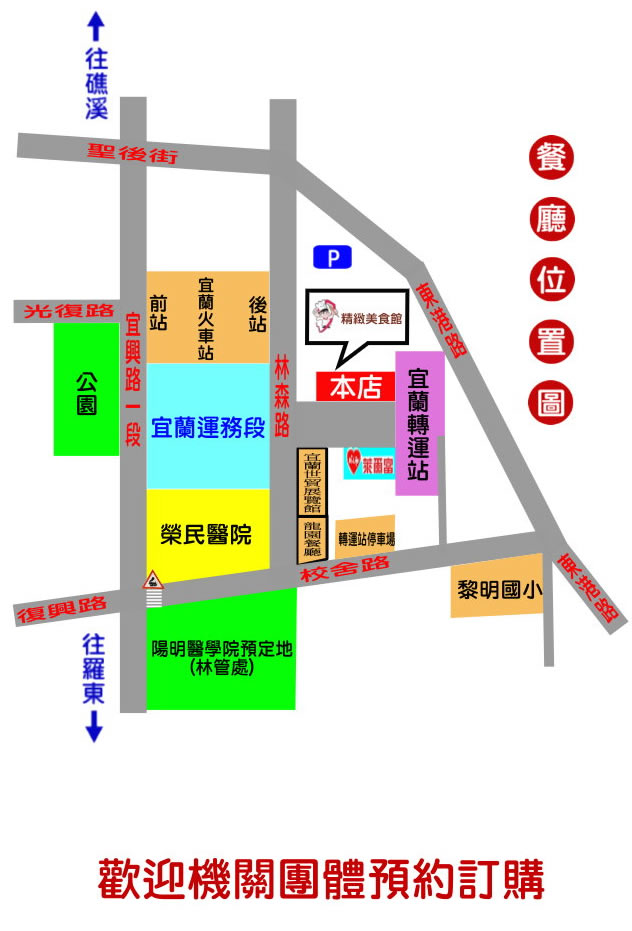 往礁溪
聖後街
餐廳位置圖
P
宜蘭火車站
前站
後站
光復路
宜興路一段
林森路
東港路
精緻美食館
本店
公園
宜蘭轉運站
宜蘭運務段
萊爾富
宜蘭世貿展覽館
龍園餐廳
轉運站停車場
榮民醫院
校舍路
復興路
黎明國小
東港路
陽明醫學院預定地
(林管處)
往羅東
歡迎機關團體預約訂購